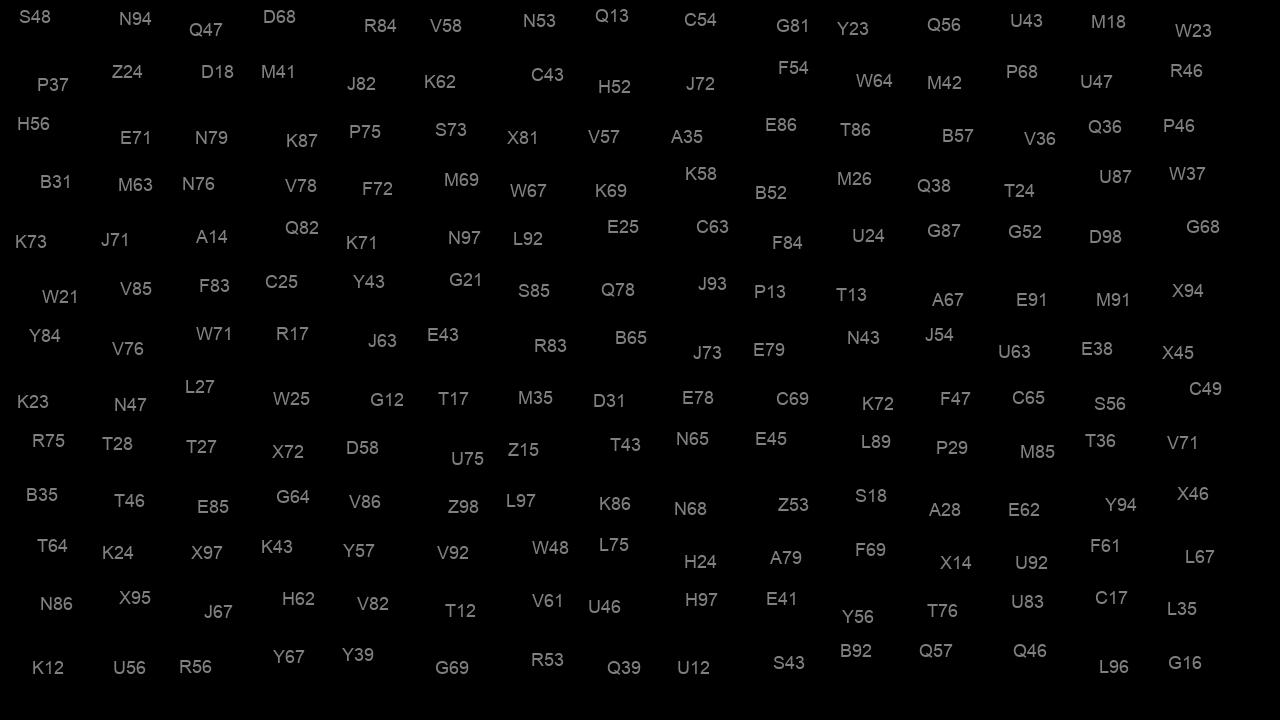 S48 N94 Q47 D68 R84 V58 N53 Q13 C54 G81 Y23 Q56 U43 M18 W23
P37 Z24 D18 M41 J82 K62 C43 H52 J72 F54 W64 M42 P68 U47 R46
H56 E71 N79 K87 P75 S73 X81 V57 A35 E86 T86 B57 V36 Q36 P46
B31 M63 N76 V78 F72 M69 W67 K69 K58 B52 M26 Q38 T24 U87 W37
K73 J71 A14 Q82 K71 N97 L92 E25 C63 F84 U24 G87 G52 D98 G68
W21 V85 F83 C25 Y43 G21 S85 Q78 J93 P13 T13 A67 E91 M91 X94
Y84 V76 W71 R17 J63 E43 R83 B65 J73 E79 N43 J54 U63 E38 X45
K23 N47 L27 W25 G12 T17 M35 D31 E78 C69 K72 F47 C65 S56 C49
R75 T28 T27 X72 D58 U75 Z15 T43 N65 E45 L89 P29 M85 T36 V71
B35 T46 E85 G64 V86 Z98 L97 K86 N68 Z53 S18 A28 E62 Y94 X46
T64 K24 X97 K43 Y57 V92 W48 L75 H24 A79 F69 X14 U92 F61 L67
N86 X95 J67 H62 V82 T12 V61 U46 H97 E41 Y56 T76 U83 C17 L35
K12 U56 R56 Y67 Y39 G69 R53 Q39 U12 S43 B92 Q57 Q46 L96 G16